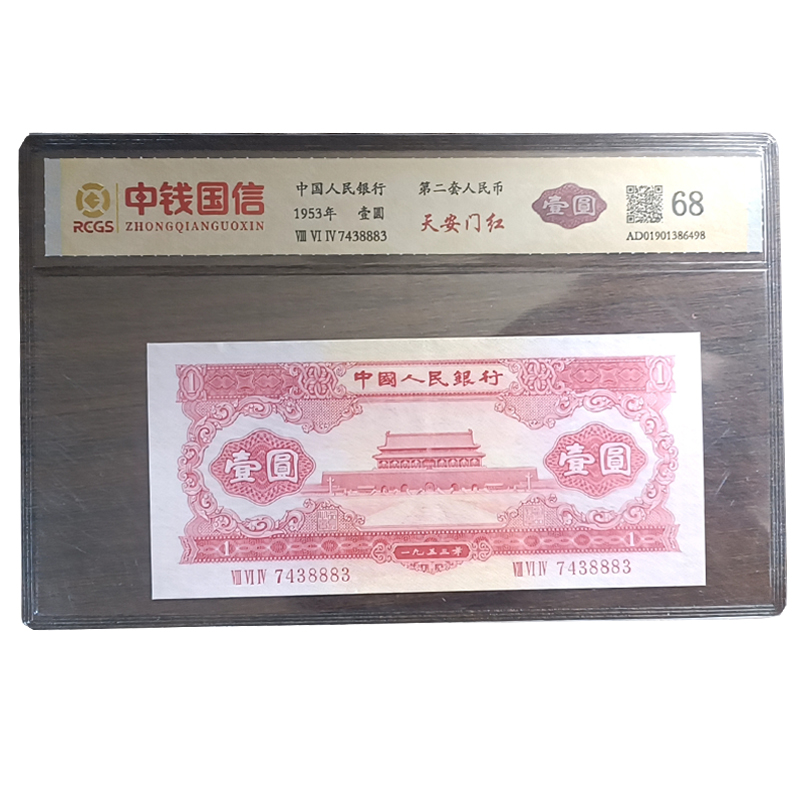 RCGS
中钱国信
ZHONGQIANGUOXIN
中国人民银行
1953年 壹圆
Ⅷ Ⅵ Ⅳ 7438883
第二套人民币
天安门红
壹圆
68
AD01901386498
1 中國人民銀行 1
壹圓 壹圓
1 一九五三年 1
Ⅷ Ⅵ Ⅳ 7438883 Ⅷ Ⅵ Ⅳ 7438883